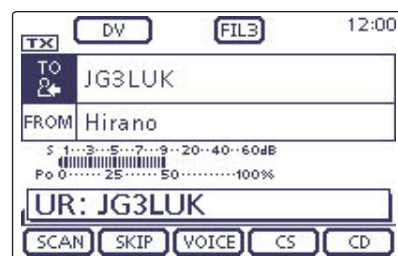 DV FIL3 12:00
TX
TO JG3LUK
FROM Hirano
S 1···3···5···7···9··20··40··60dB
Po 0······25······50···········100%
UR: JG3LUK
SCAN SKIP VOICE CS CD